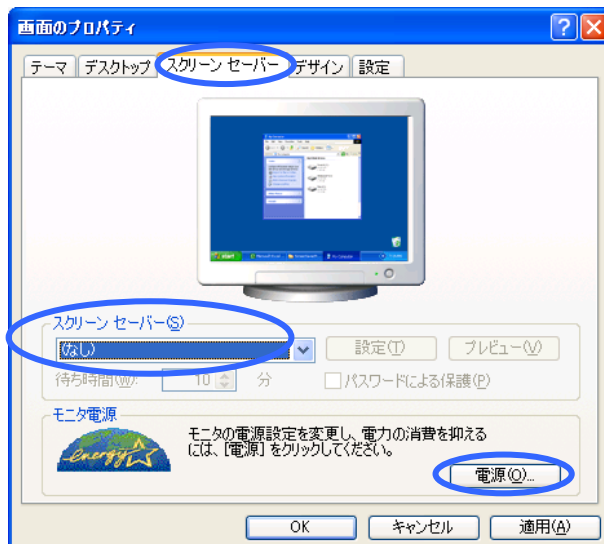 画面のプロパティ
テーマ デスクトップ スクリーン セーバー デザイン 設定
start
スクリーン セーバー(S)
(なし)
設定(T) プレビュー(V)
待ち時間(W): 10 分 パスワードによる保護(P)
モニタ電源
energy
モニタの電源設定を変更し、電力の消費を抑える
には、[電源] をクリックしてください。
電源(O)...
OK キャンセル 適用(A)